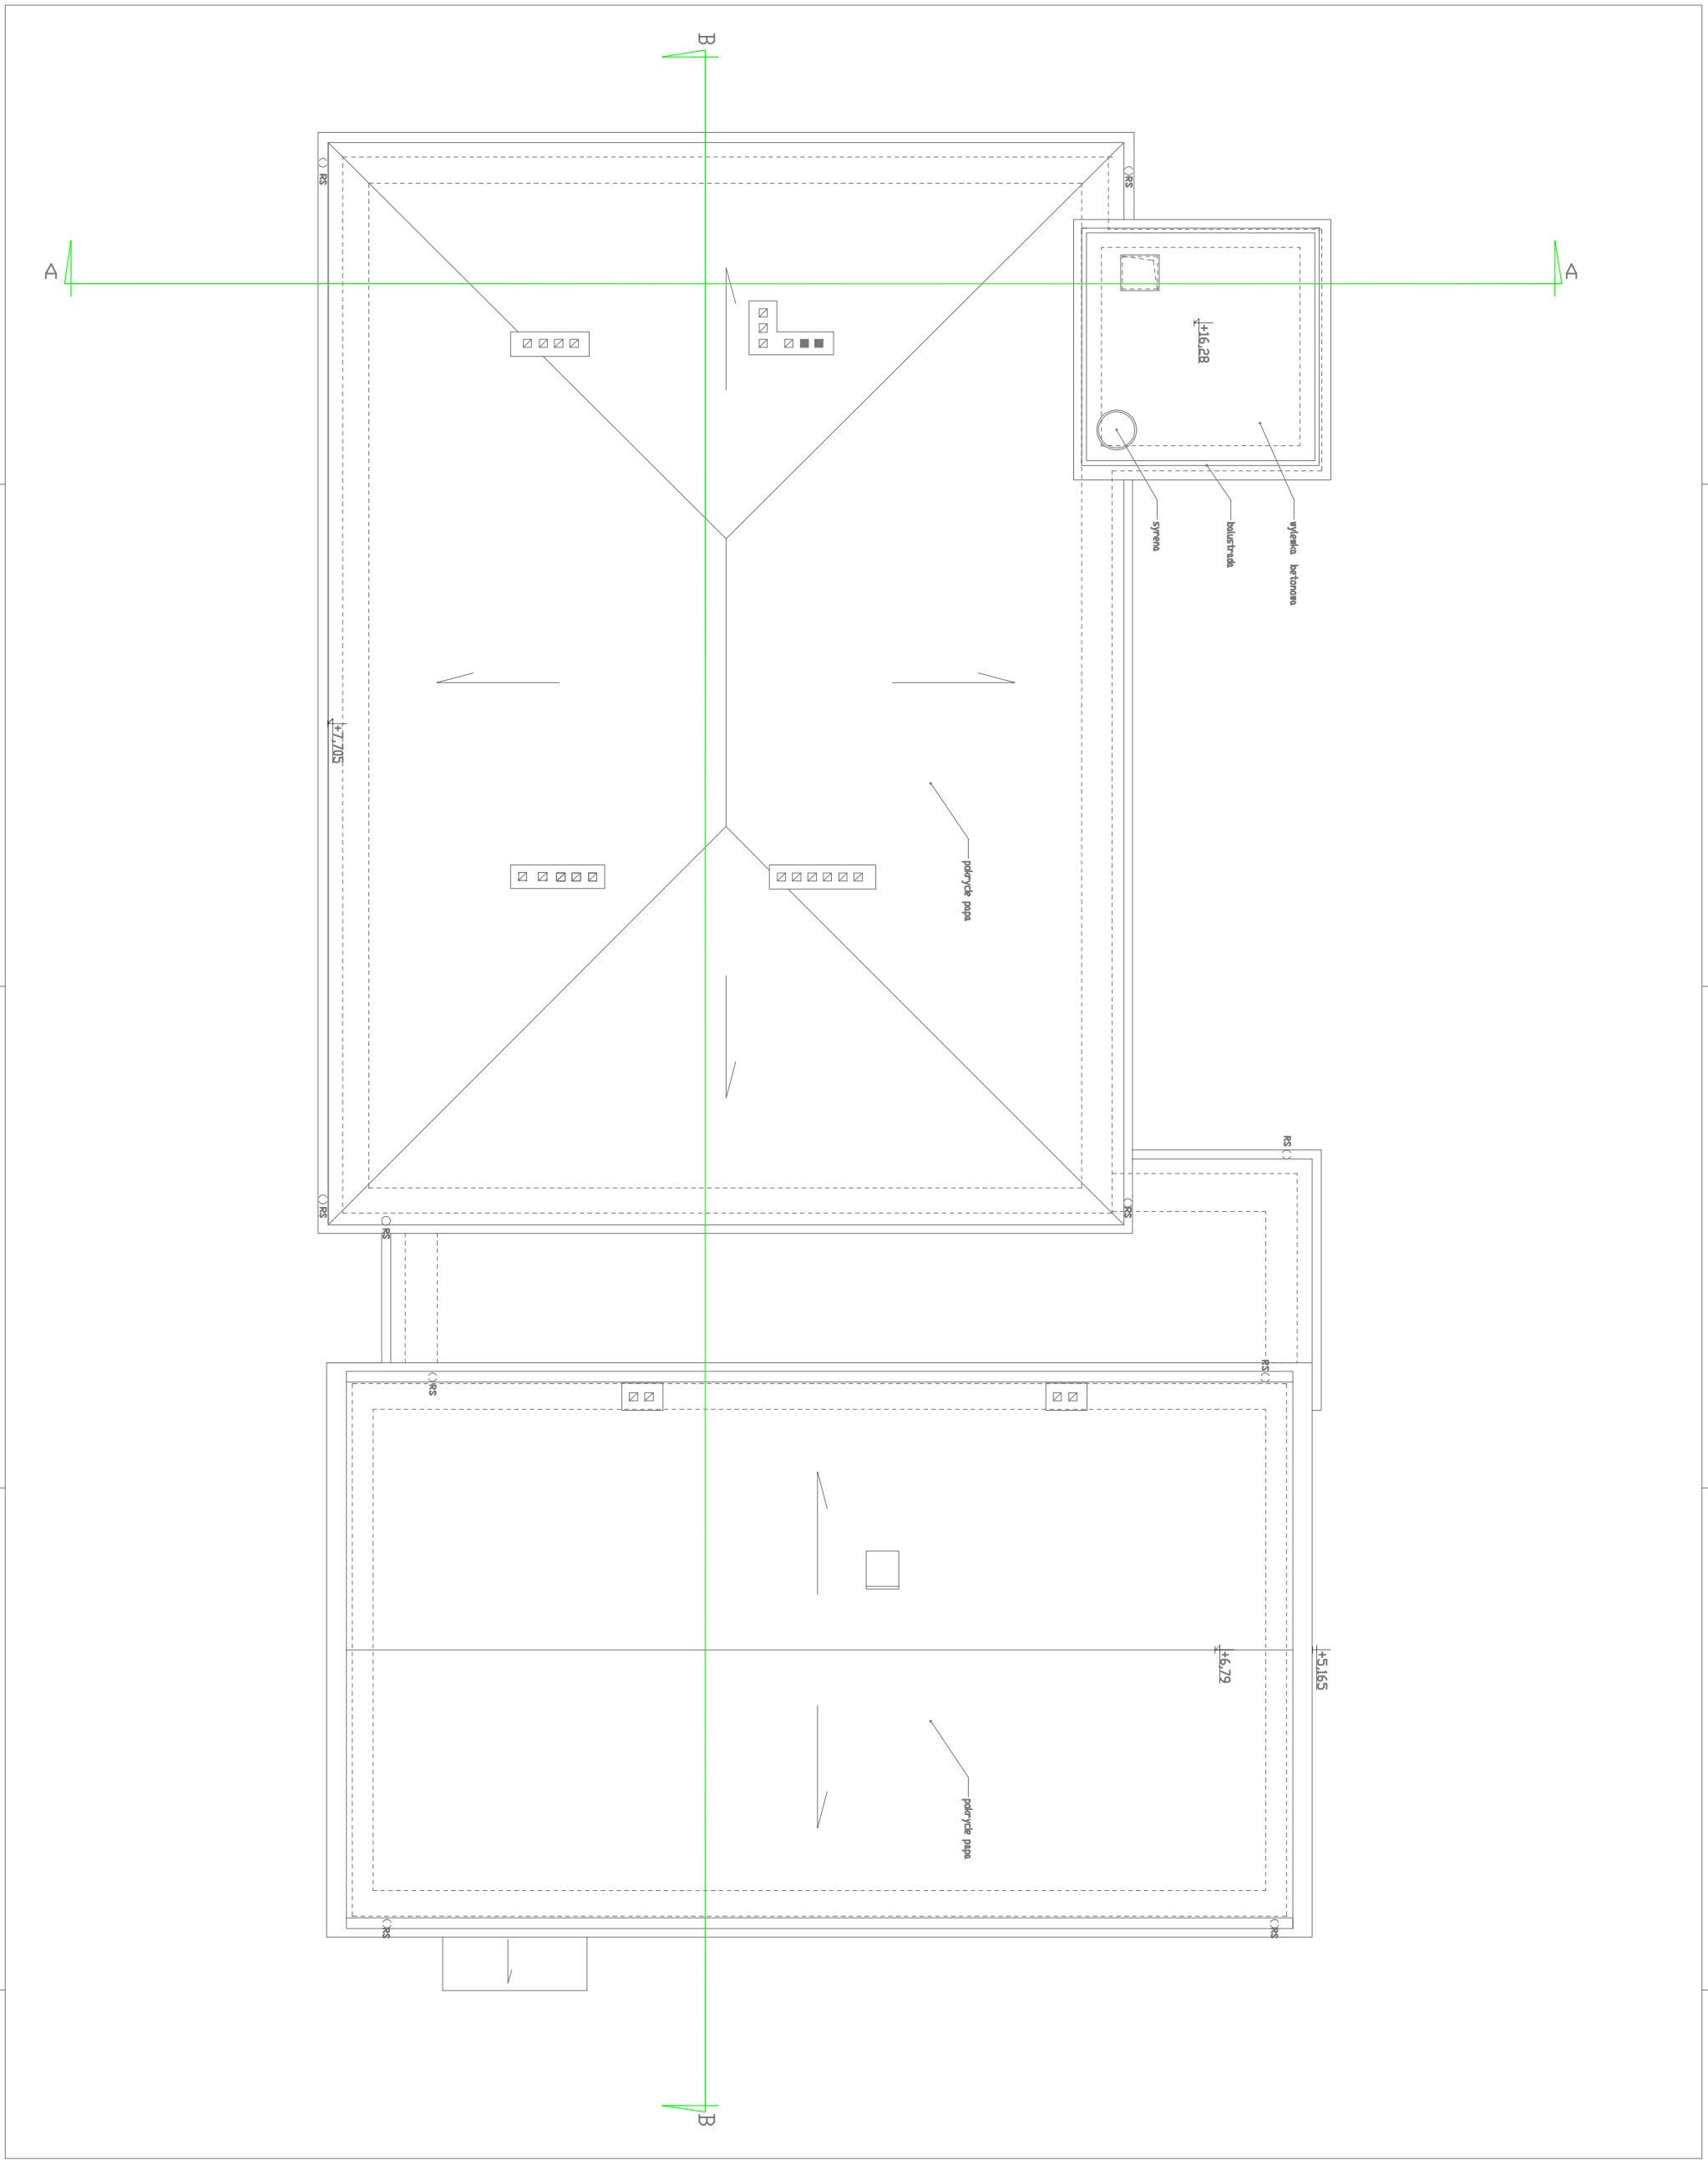 B
RS
RS
A
A
+16,28
syrena
balustrada
wylewka betonowa
+7,705
pokrycie papa
RS
RS
RS
RS
RS
RS
+6,79
+5,165
pokrycie papa
RS
RS
B